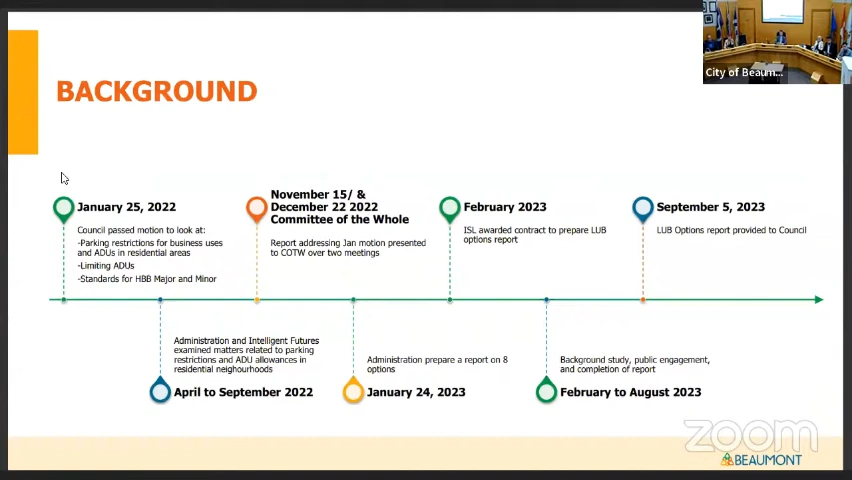 City of Beaum...
BACKGROUND
January 25, 2022
Council passed motion to look at:
-Parking restrictions for business uses
and ADUs in residential areas
-Limiting ADUs
-Standards for HBB Major and Minor
November 15/ &
December 22 2022
Committee of the Whole
Report addressing Jan motion presented
to COTW over two meetings
February 2023
ISL awarded contract to prepare LUB
options report
September 5, 2023
LUB Options report provided to Council
Administration and Intelligent Futures
examined matters related to parking
restrictions and ADU allowances in
residential neighourhoods
April to September 2022
Administration prepare a report on 8
options
January 24, 2023
Background study, public engagement,
and completion of report
February to August 2023
zoom
BEAUMONT